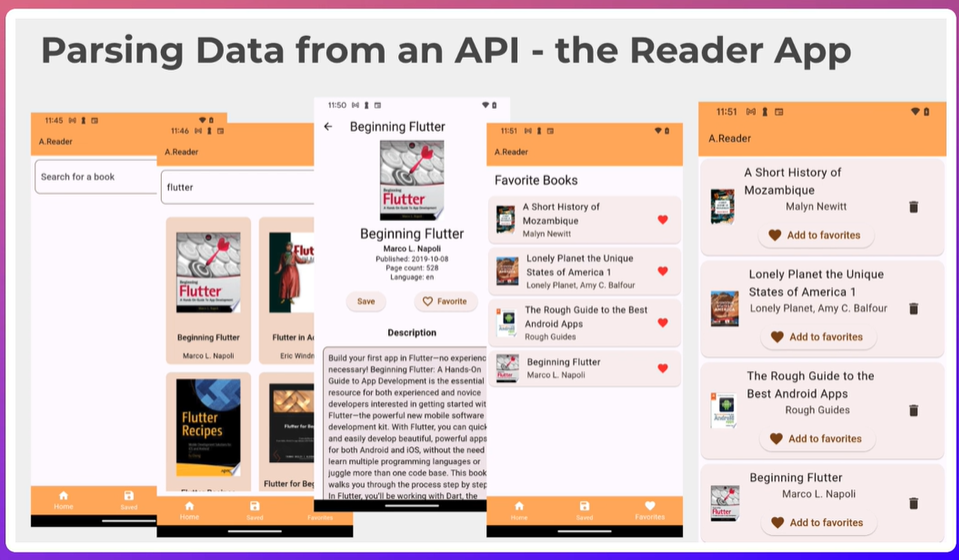 Parsing Data from an API - the Reader App
11:45
A.Reader
Search for a book
Home
Saved
11:46
A.Reader
flutter
Beginning
Flutter
Beginning Flutter
Marco L. Napoli
Flut
Flutter in A
Eric Windm
Flutter
Recipes
Flutter for Beg
Home
Saved
Favorites
11:50
Beginning Flutter
Beginning
Flutter
Beginning Flutter
Marco L. Napoli
Published: 2019-10-08
Page count: 528
Language: en
Save
Favorite
Description
Build your first app in Flutter—no experienc
necessary! Beginning Flutter: A Hands-On
Guide to App Development is the essential
resource for both experienced and novice
developers interested in getting started wit
Flutter—the powerful new mobile software
development kit. With Flutter, you can quick
and easily develop beautiful, powerful apps
for both Android and iOS, without the need
learn multiple programming languages or
juggle more than one code base. This book
walks you through the process step by step
In Flutter, you'll be working with Dart, the
11:51
A.Reader
Favorite Books
A Short History of
Mozambique
Malyn Newitt
Lonely Planet the Unique
States of America 1
Lonely Planet, Amy C. Balfour
The Rough Guide to the Best
Android Apps
Rough Guides
Beginning Flutter
Marco L. Napoli
Home
Saved
Favorites
11:51
A.Reader
A Short History of
Mozambique
Malyn Newitt
Add to favorites
Lonely Planet the Unique
States of America 1
Lonely Planet, Amy C. Balfour
Add to favorites
The Rough Guide to the
Best Android Apps
Rough Guides
Add to favorites
Beginning Flutter
Marco L. Napoli
Add to favorites